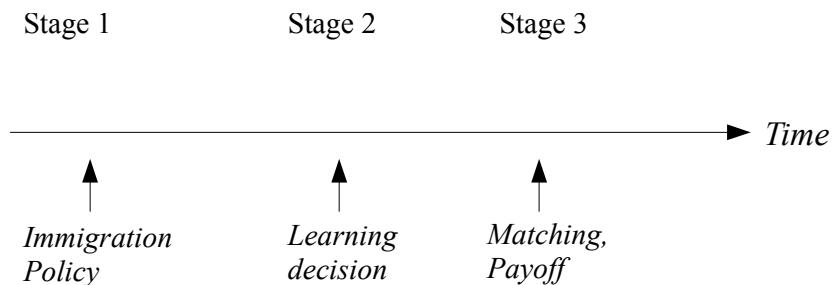 Stage 1 Stage 2 Stage 3
Time
Immigration Learning Matching,
Policy decision Payoff